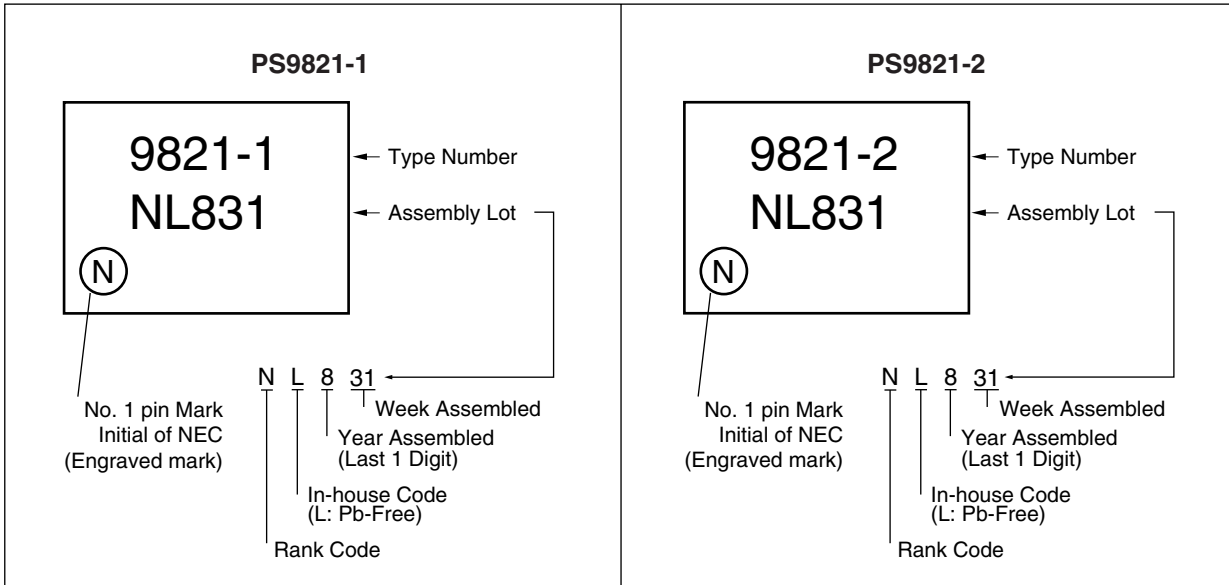 PS9821-1
9821-1
Type Number
NL831
Assembly Lot
N
N L 8 31
No. 1 pin Mark
Initial of NEC
(Engraved mark)
Week Assembled
Year Assembled
(Last 1 Digit)
In-house Code
(L: Pb-Free)
Rank Code
PS9821-2
9821-2
Type Number
NL831
Assembly Lot
N
N L 8 31
No. 1 pin Mark
Initial of NEC
(Engraved mark)
Week Assembled
Year Assembled
(Last 1 Digit)
In-house Code
(L: Pb-Free)
Rank Code